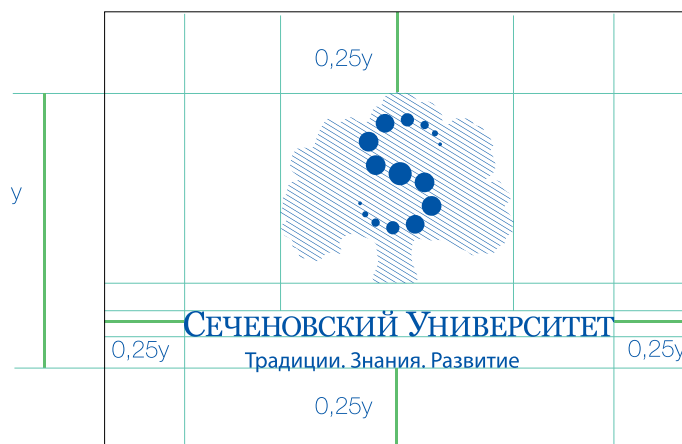 0,25y
y
СЕЧЕНОВСКИЙ УНИВЕРСИТЕТ
0,25y
0,25y
Традиции. Знания. Развитие
0,25y